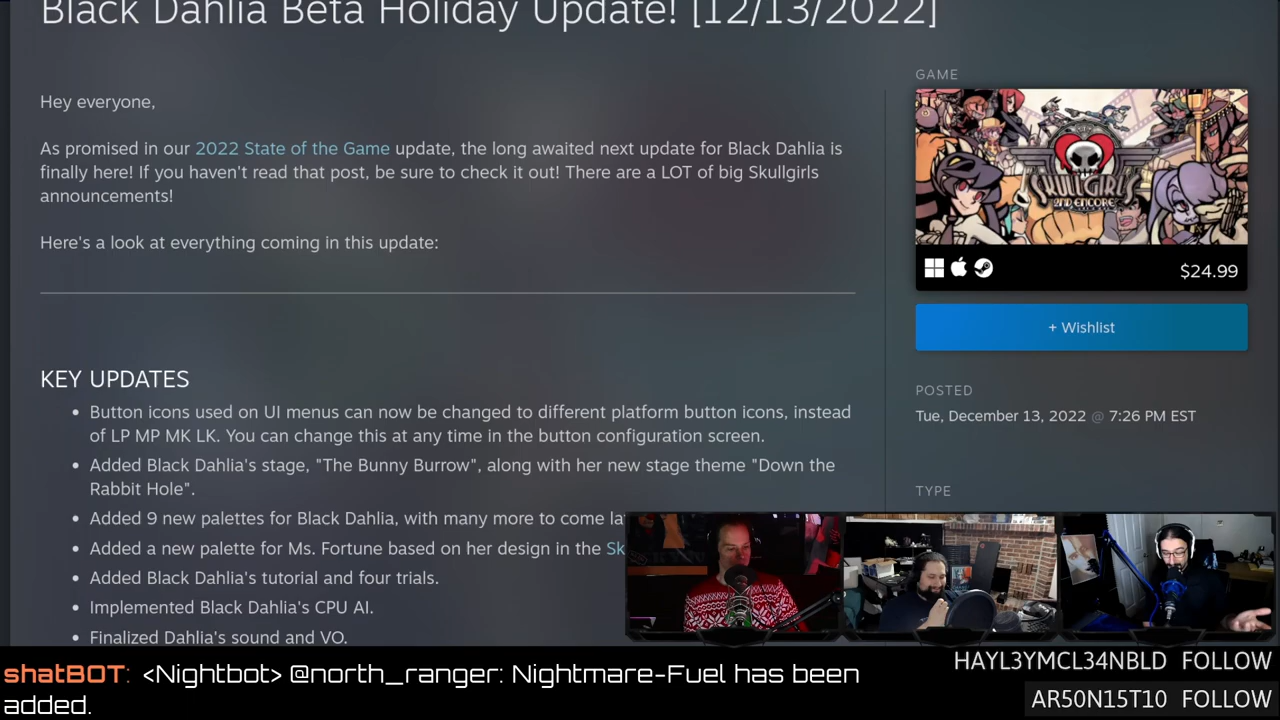 Black Dahlia Beta Holiday Update! [12/13/2022]
Hey everyone,
As promised in our 2022 State of the Game update, the long awaited next update for Black Dahlia is
finally here! If you haven't read that post, be sure to check it out! There are a LOT of big Skullgirls
announcements!
Here's a look at everything coming in this update:
KEY UPDATES
• Button icons used on UI menus can now be changed to different platform button icons, instead
of LP MP MK LK. You can change this at any time in the button configuration screen.
• Added Black Dahlia's stage, "The Bunny Burrow", along with her new stage theme "Down the
Rabbit Hole".
• Added 9 new palettes for Black Dahlia, with many more to come la
• Added a new palette for Ms. Fortune based on her design in the Sk
• Added Black Dahlia's tutorial and four trials.
• Implemented Black Dahlia's CPU AI.
• Finalized Dahlia's sound and VO.
GAME
SKULLGIRLS
2ND ENCORE
$24.99
+ Wishlist
POSTED
Tue, December 13, 2022 @ 7:26 PM EST
TYPE
shatBOT: <Nightbot> @north_ranger: Nightmare-Fuel has been
added.
HAYL3YMCL34NBLD FOLLOW
AR50N15T10 FOLLOW